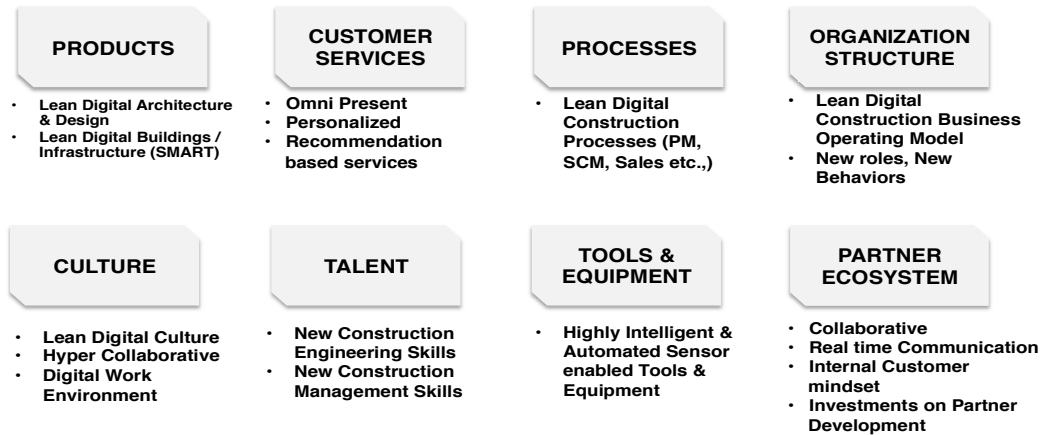 PRODUCTS
• Lean Digital Architecture
& Design
• Lean Digital Buildings /
Infrastructure (SMART)
CUSTOMER
SERVICES
• Omni Present
• Personalized
• Recommendation
based services
PROCESSES
• Lean Digital
Construction
Processes (PM,
SCM, Sales etc.,)
ORGANIZATION
STRUCTURE
• Lean Digital
Construction Business
Operating Model
• New roles, New
Behaviors
CULTURE
• Lean Digital Culture
• Hyper Collaborative
• Digital Work
Environment
TALENT
• New Construction
Engineering Skills
• New Construction
Management Skills
TOOLS &
EQUIPMENT
• Highly Intelligent &
Automated Sensor
enabled Tools &
Equipment
PARTNER
ECOSYSTEM
• Collaborative
• Real time Communication
• Internal Customer
mindset
• Investments on Partner
Development